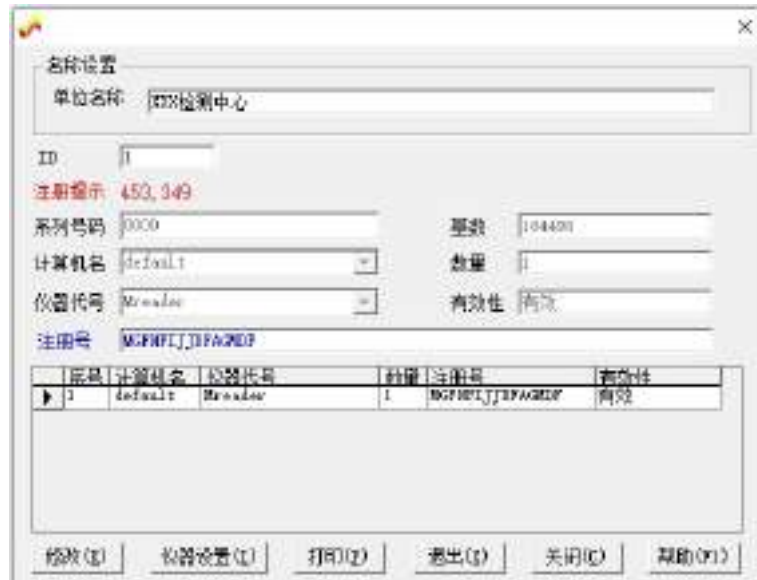 名称设置
单位名称 XXX检测中心
ID 1
注册提示 453,349
系列号码 0000 基数
计算机名 default 数量 1
仪器代号 Mreader 有效性 有效
注册号
序号 计算机名 仪器代号 数量 注册号 有效性
1 default Mreader 1 有效
修改(E) 仪器设置(I) 打印(P) 退出(X) 关闭(C) 帮助(F1)